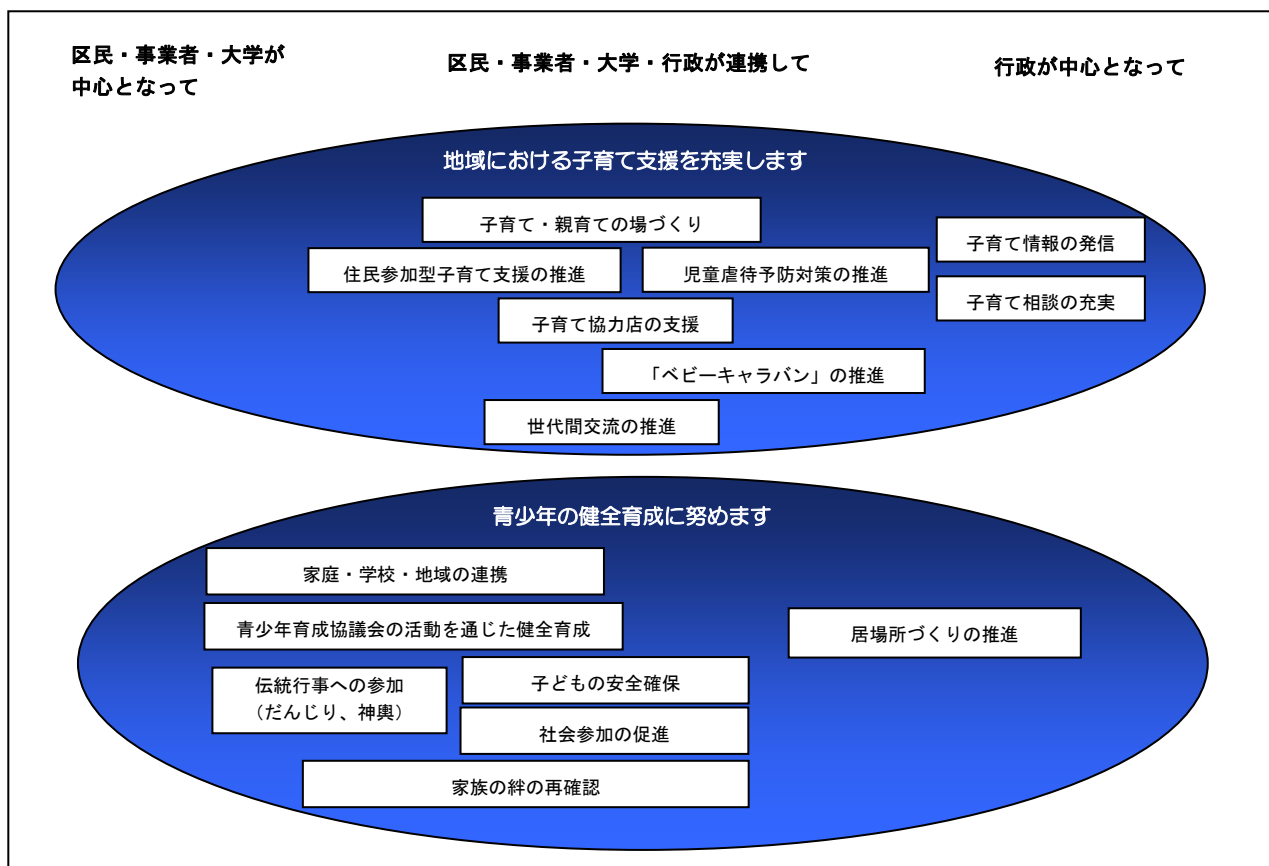 区民・事業者・大学が
中心となって
区民・事業者・大学・行政が連携して
行政が中心となって
地域における子育て支援を充実します
子育て・親育ての場づくり
子育て情報の発信
住民参加型子育て支援の推進
児童虐待予防対策の推進
子育て相談の充実
子育て協力店の支援
「ベビーキャラバン」の推進
世代間交流の推進
青少年の健全育成に努めます
家庭・学校・地域の連携
青少年育成協議会の活動を通じた健全育成
居場所づくりの推進
伝統行事への参加
（だんじり、神輿）
子どもの安全確保
社会参加の促進
家族の絆の再確認